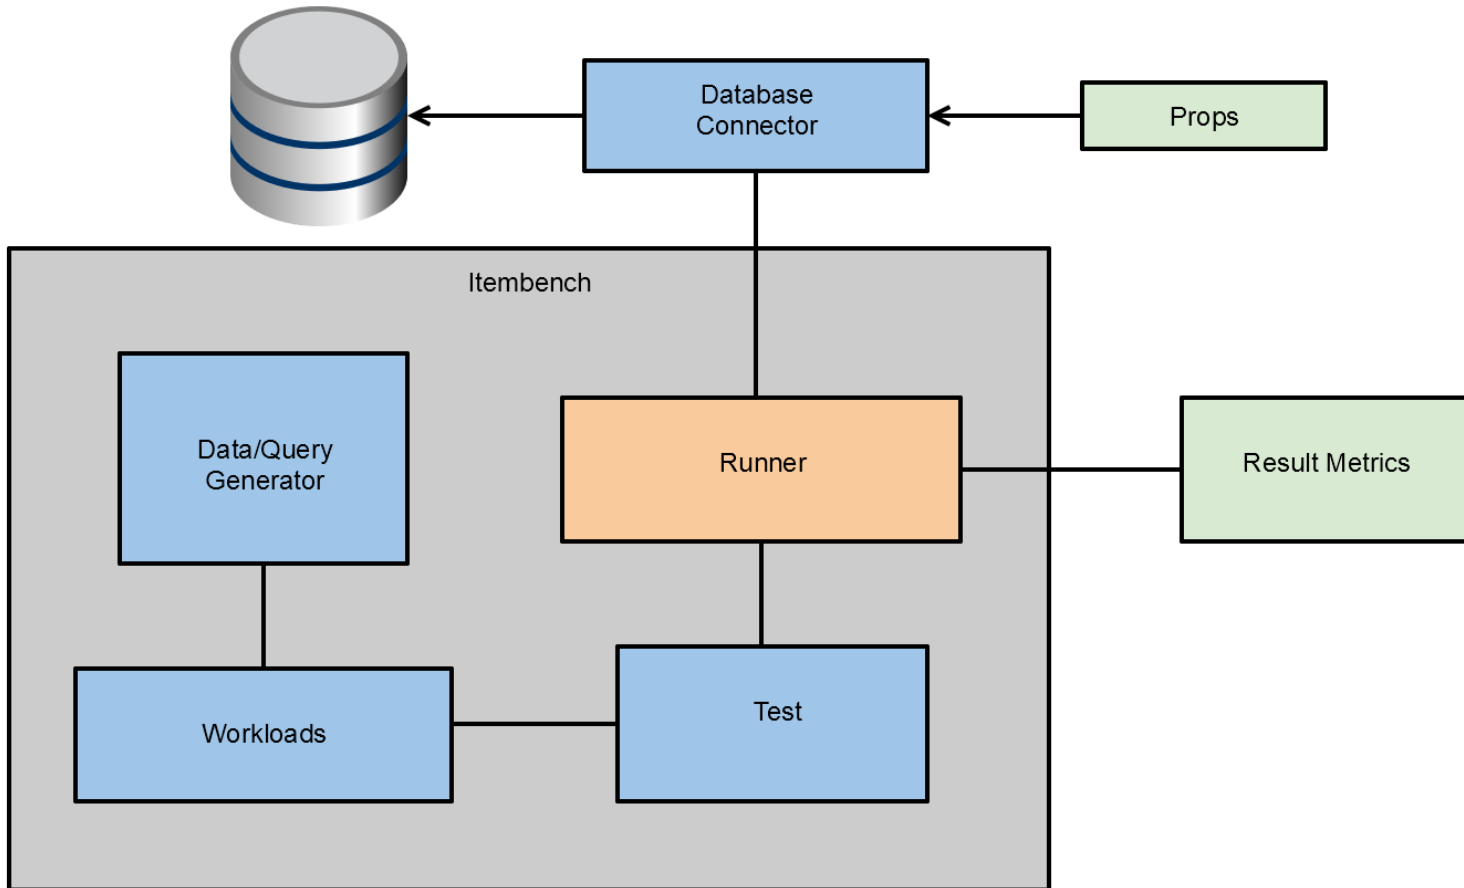 Database
Connector
Props
Itembench
Data/Query
Generator
Runner
Result Metrics
Workloads
Test